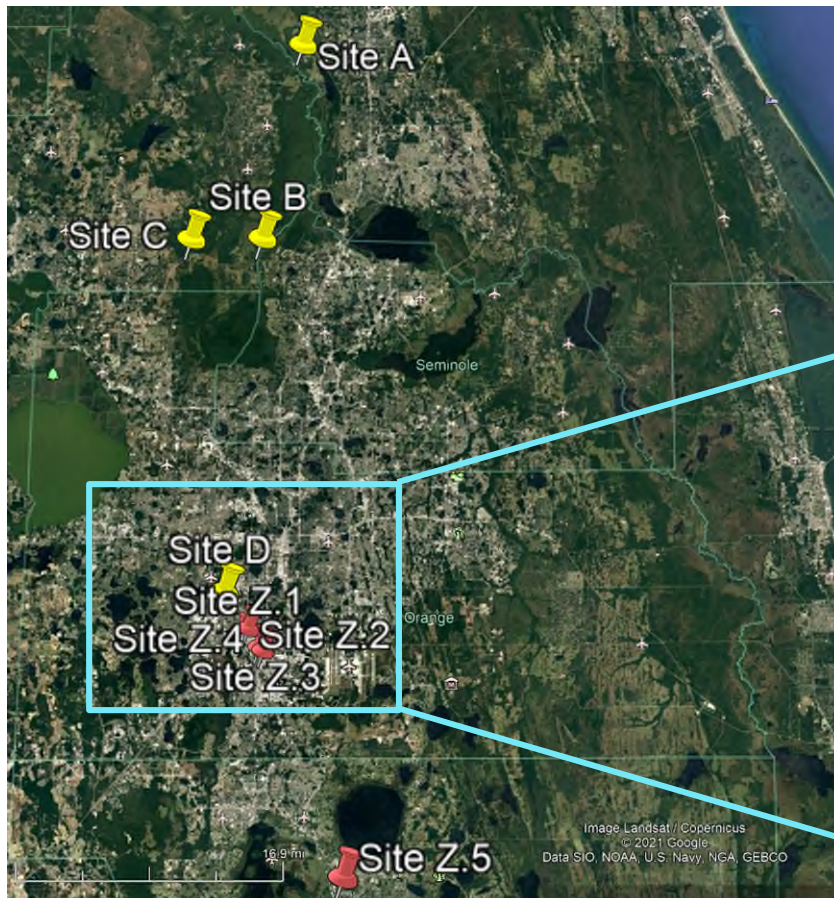 Site A
Site B
Site C
Seminole
Site D
Site Z.1
Orange
Site Z.4
Site Z.2
Site Z.3
Image Landsat / Copernicus
© 2021 Google
Data SIO, NOAA, U.S. Navy, NGA, GEBCO
16.9 mi
Site Z.5